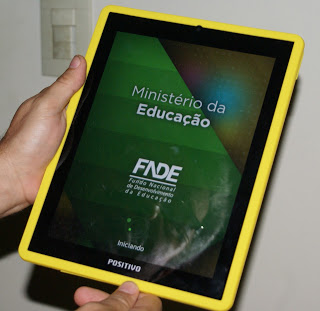 Ministério da
Educação
FNDE
Fundo Nacional
de Desenvolvimento
da Educação
Iniciando
POSITIVO